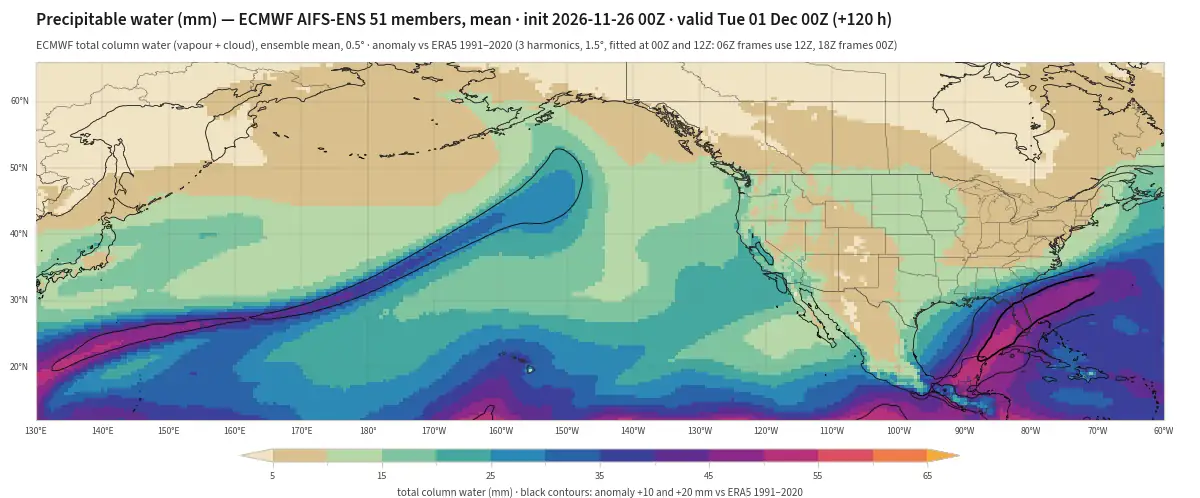 Precipitable water (mm) — ECMWF AIFS-ENS 51 members, mean · init 2026-11-26 00Z · valid Tue 01 Dec 00Z (+120 h)
ECMWF total column water (vapour + cloud), ensemble mean, 0.5° · anomaly vs ERA5 1991–2020 (3 harmonics, 1.5°, fitted at 00Z and 12Z: 06Z frames use 12Z, 18Z frames 00Z)
60°N
50°N
40°N
30°N
20°N
130°E 140°E 150°E 160°E 170°E 180° 170°W 160°W 150°W 140°W 130°W 120°W 110°W 100°W 90°W 80°W 70°W 60°W
5 15 25 35 45 55 65
total column water (mm) · black contours: anomaly +10 and +20 mm vs ERA5 1991–2020